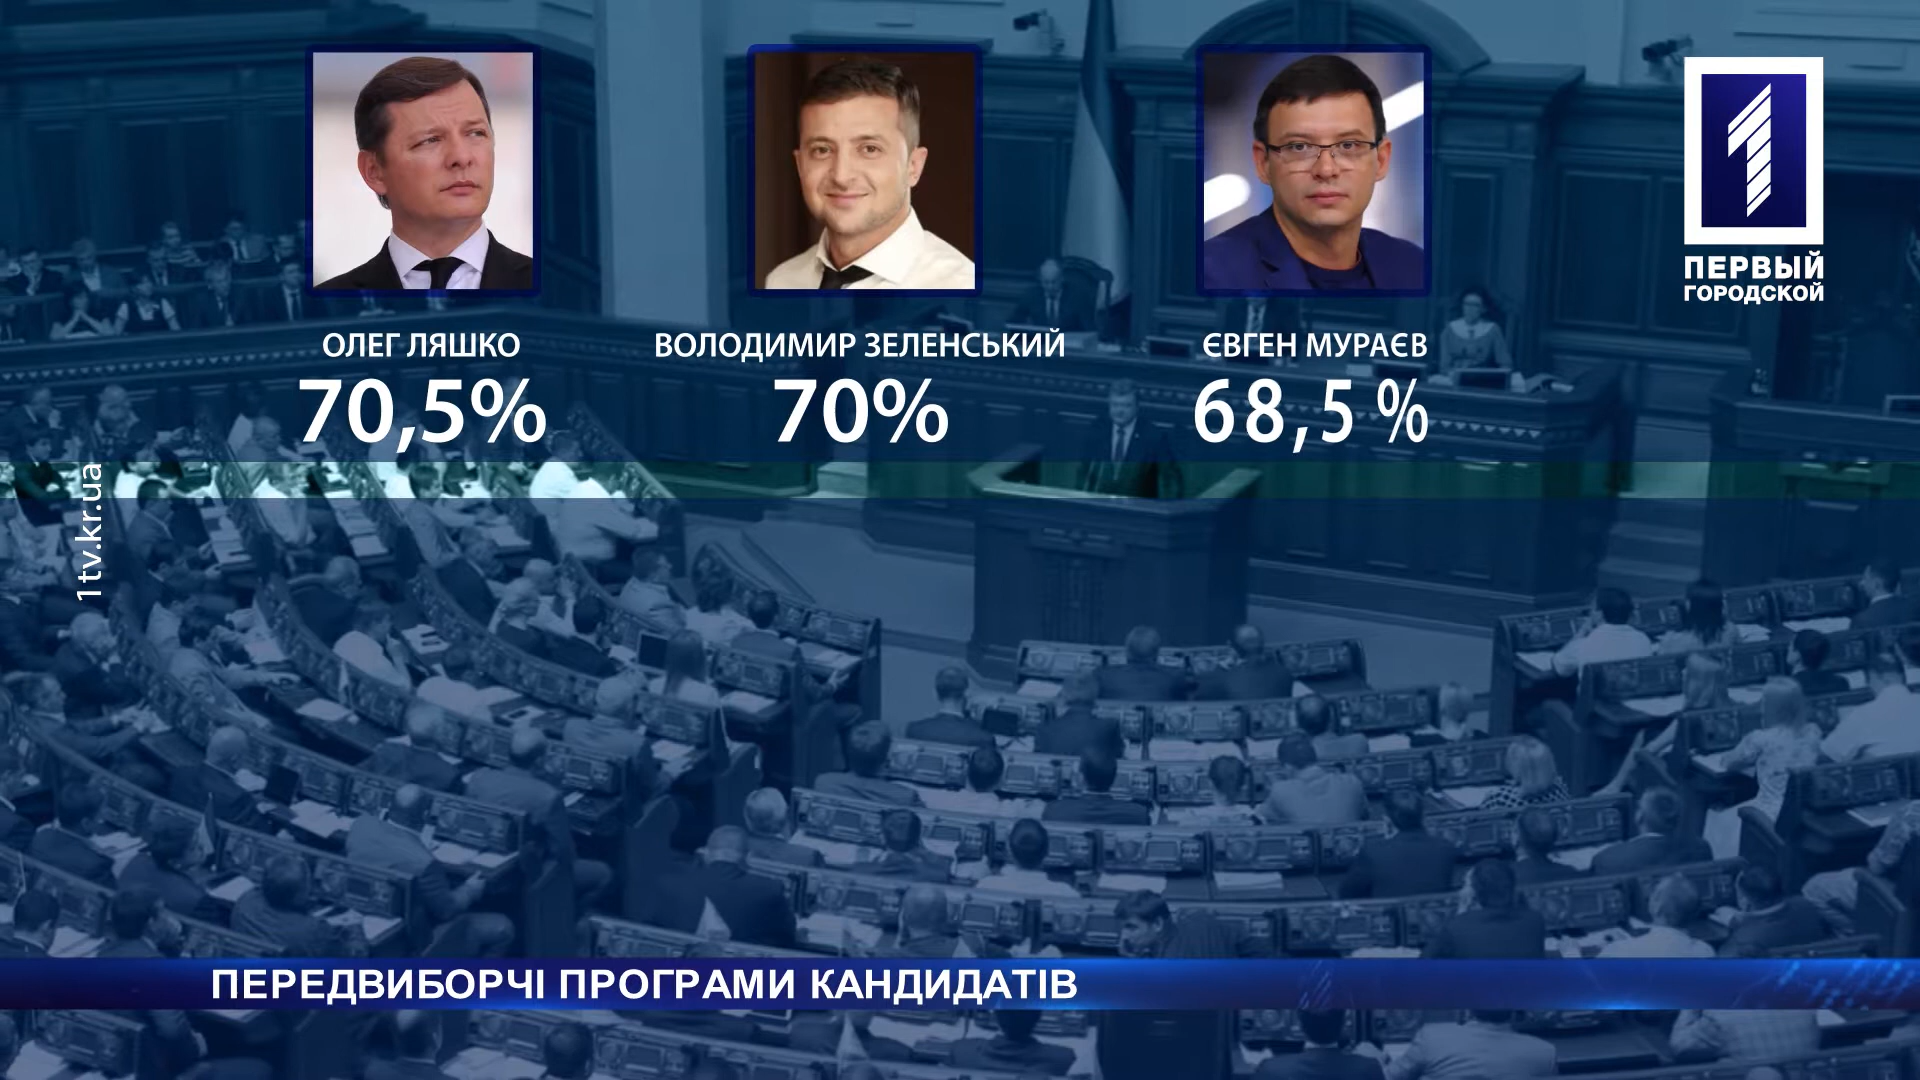 ОЛЕГ ЛЯШКО
70,5%
ВОЛОДИМИР ЗЕЛЕНСЬКИЙ
70%
ЄВГЕН МУРАЄВ
68,5%
1
ПЕРВЫЙ
ГОРОДСКОЙ
1tv.kr.ua
ПЕРЕДВИБОРЧІ ПРОГРАМИ КАНДИДАТІВ